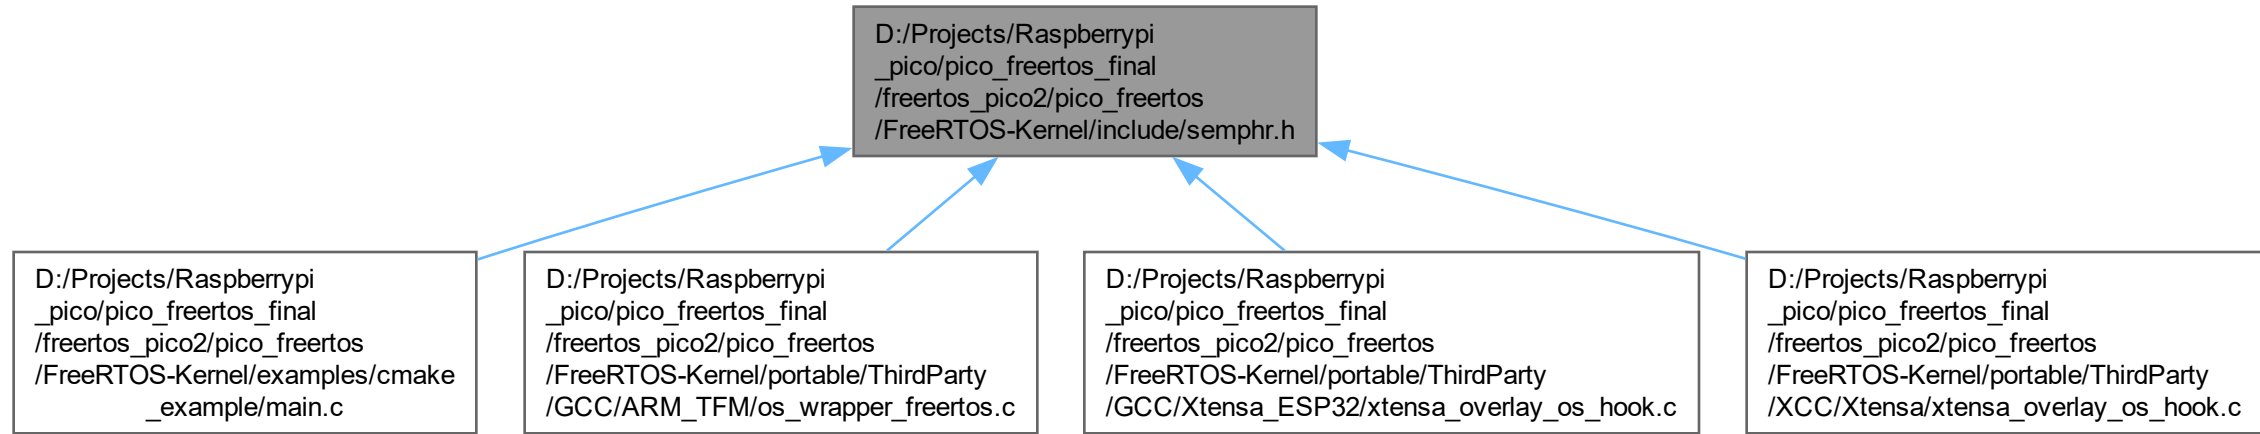 D:/Projects/Raspberrypi
_pico/pico_freertos_final
/freertos_pico2/pico_freertos
/FreeRTOS-Kernel/include/semphr.h
D:/Projects/Raspberrypi
_pico/pico_freertos_final
/freertos_pico2/pico_freertos
/FreeRTOS-Kernel/examples/cmake
_example/main.c
D:/Projects/Raspberrypi
_pico/pico_freertos_final
/freertos_pico2/pico_freertos
/FreeRTOS-Kernel/portable/ThirdParty
/GCC/ARM_TFM/os_wrapper_freertos.c
D:/Projects/Raspberrypi
_pico/pico_freertos_final
/freertos_pico2/pico_freertos
/FreeRTOS-Kernel/portable/ThirdParty
/GCC/Xtensa_ESP32/xtensa_overlay_os_hook.c
D:/Projects/Raspberrypi
_pico/pico_freertos_final
/freertos_pico2/pico_freertos
/FreeRTOS-Kernel/portable/ThirdParty
/XCC/Xtensa/xtensa_overlay_os_hook.c